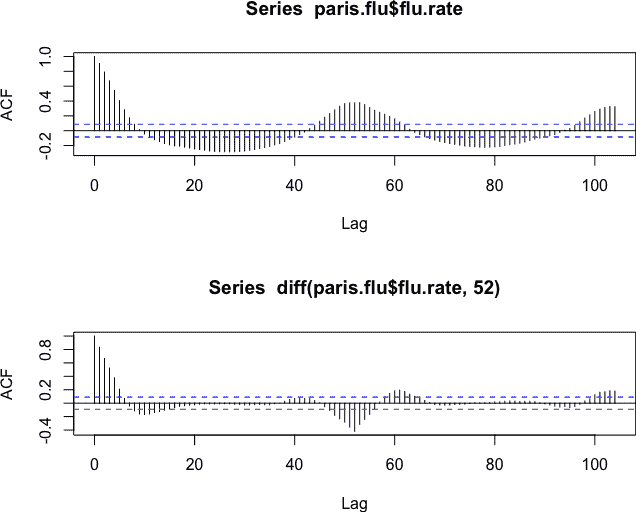 Series paris.flu$flu.rate
1.0
0.4
-0.2
ACF
0 20 40 60 80 100
Lag
Series diff(paris.flu$flu.rate, 52)
0.8
0.2
-0.4
ACF
0 20 40 60 80 100
Lag